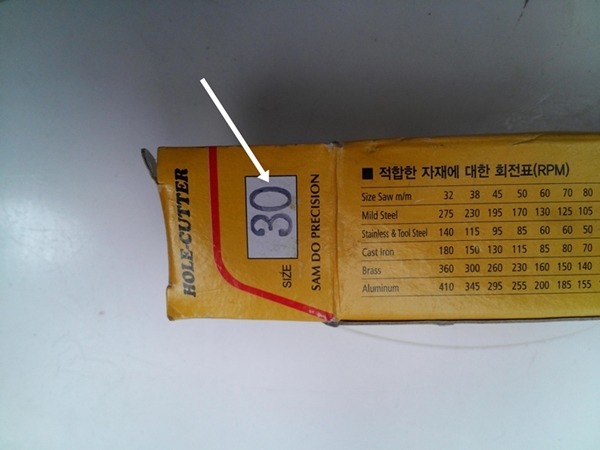 HOLE-CUTTER
SIZE 30
SAM DO PRECISION
■ 적합한 자재에 대한 회전표(RPM)
Size Saw m/m 32 38 45 50 60 70 80
Mild Steel 275 230 195 170 130 125 105
Stainless & Tool Steel 140 115 95 85 60 60 50
Cast Iron 180 150 130 115 85 80 70
Brass 360 300 260 230 160 150 140
Aluminum 410 345 295 255 200 185 155